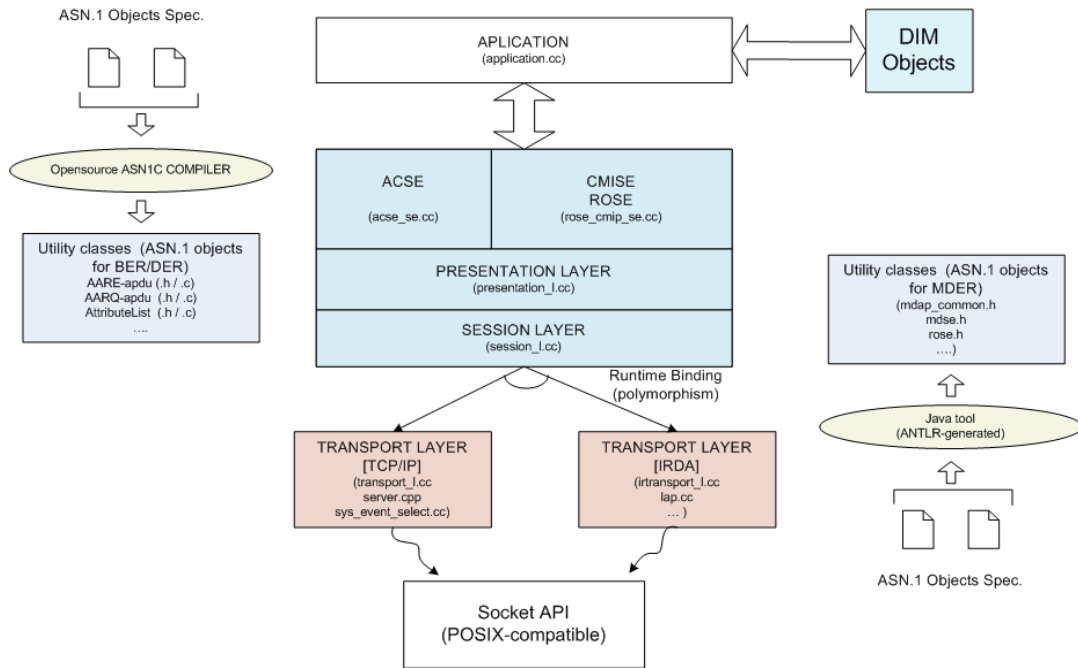 ASN.1 Objects Spec.
Opensource ASN1C COMPILER
Utility classes (ASN.1 objects
for BER/DER)
AARE-apdu (.h / .c)
AARQ-apdu (.h / .c)
AttributeList (.h / .c)
....
APLICATION
(application.cc)
DIM
Objects
ACSE
(acse_se.cc)
CMISE
ROSE
(rose_cmip_se.cc)
PRESENTATION LAYER
(presentation_l.cc)
SESSION LAYER
(session_l.cc)
Runtime Binding
(polymorphism)
TRANSPORT LAYER
[TCP/IP]
(transport_l.cc
server.cpp
sys_event_select.cc)
TRANSPORT LAYER
[IRDA]
(irtransport_l.cc
lap.cc
... )
Socket API
(POSIX-compatible)
Utility classes (ASN.1 objects
for MDER)
(mdap_common.h
mdse.h
rose.h
....)
Java tool
(ANTLR-generated)
ASN.1 Objects Spec.